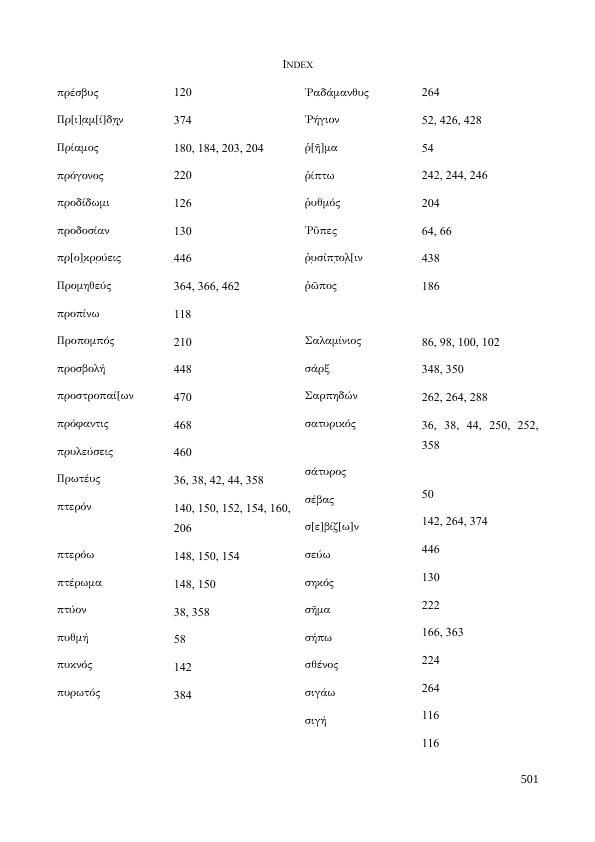 INDEX
πρέσβυς 120
Πρ[ι]αμ[ί]δην 374
Πρίαμος 180, 184, 203, 204
πρόγονος 220
προδίδωμι 126
προδοσίαν 130
πρ[ο]κρούεις 446
Προμηθεύς 364, 366, 462
προπίνω 118
Προπομπός 210
προσβολή 448
προστροπαί[ων 470
πρόφαντις 468
πρυλεύσεις 460
Πρωτέυς 36, 38, 42, 44, 358
πτερόν 140, 150, 152, 154, 160,
206
πτερόω 148, 150, 154
πτέρωμα 148, 150
πτύον 38, 358
πυθμή 58
πυκνός 142
πυρωτός 384
Ῥαδάμανθυς 264
Ῥήγιον 52, 426, 428
ῥ[ῆ]μα 54
ῥίπτω 242, 244, 246
ῥυθμός 204
Ῥῦπες 64, 66
ῥυσίπτολ[ιν 438
ῥῶπος 186
Σαλαμίνιος 86, 98, 100, 102
σάρξ 348, 350
Σαρπηδών 262, 264, 288
σατυρικός 36, 38, 44, 250, 252,
358
σάτυρος
σέβας 50
σ[ε]βίζ[ω]ν 142, 264, 374
σεύω 446
σηκός 130
σῆμα 222
σήπω 166, 363
σθένος 224
σιγάω 264
σιγή 116
116
501